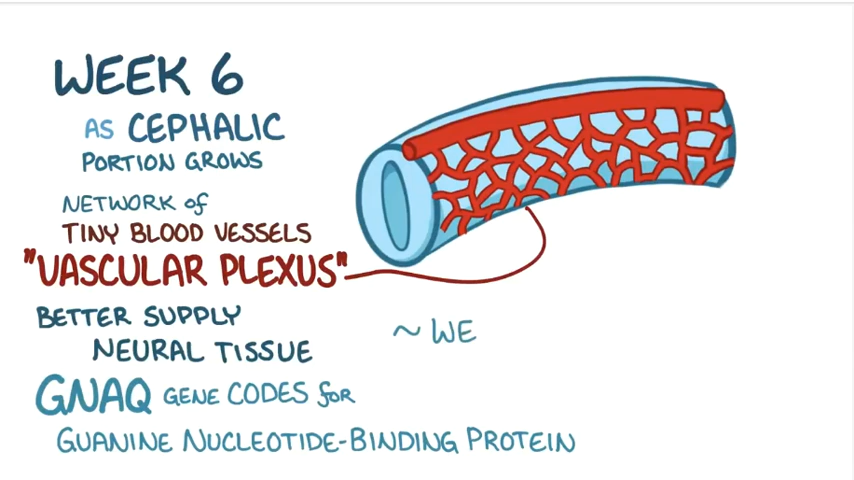 WEEK 6
AS CEPHALIC
PORTION GROWS
NETWORK of
TINY BLOOD VESSELS
"VASCULAR PLEXUS"
BETTER SUPPLY
NEURAL TISSUE
~ WE
GNAQ GENE CODES for
GUANINE NUCLEOTIDE-BINDING PROTEIN